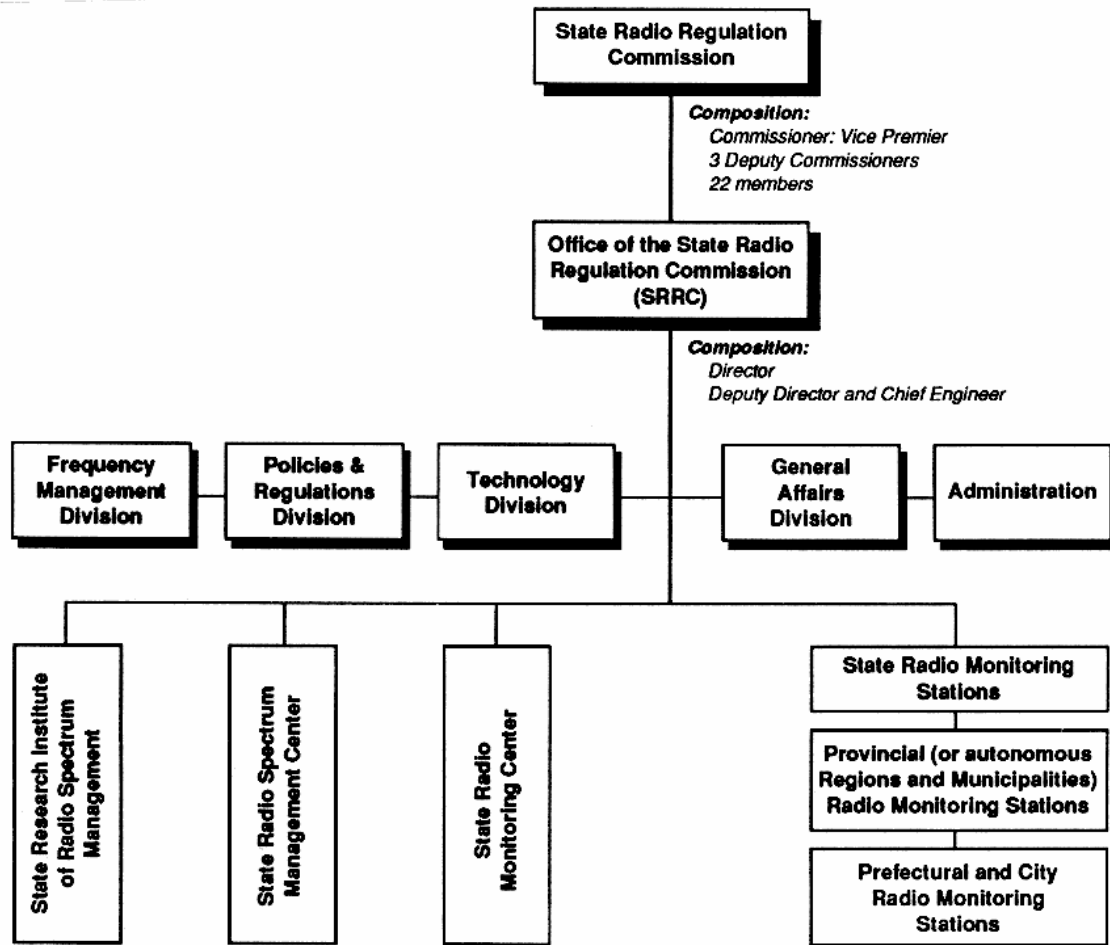 State Radio Regulation
Commission
Composition:
Commissioner: Vice Premier
3 Deputy Commissioners
22 members
Office of the State Radio
Regulation Commission
(SRRC)
Composition:
Director
Deputy Director and Chief Engineer
Frequency
Management
Division
Policies &
Regulations
Division
Technology
Division
General
Affairs
Division
Administration
State Research Institute
of Radio Spectrum
Management
State Radio Spectrum
Management Center
State Radio
Monitoring Center
State Radio Monitoring
Stations
Provincial (or autonomous
Regions and Municipalities)
Radio Monitoring Stations
Prefectural and City
Radio Monitoring
Stations